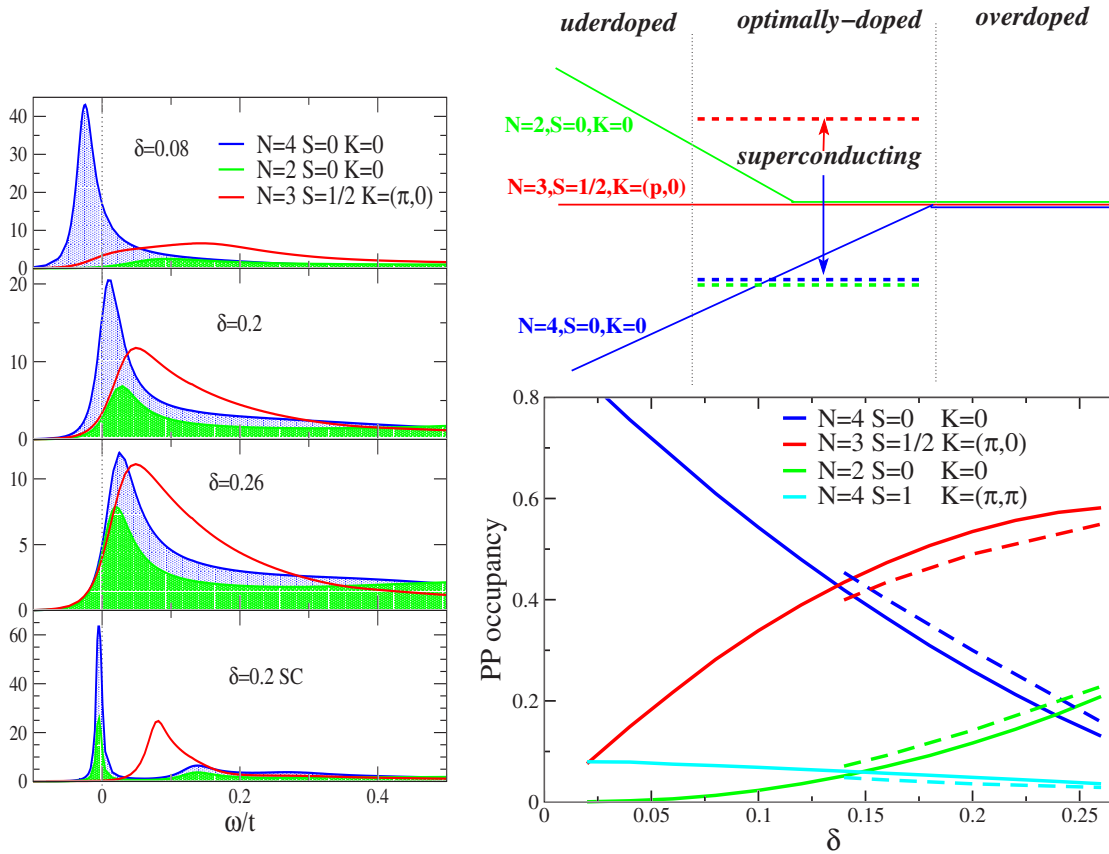 40
30
20
10
0
δ=0.08
N=4 S=0 K=0
N=2 S=0 K=0
N=3 S=1/2 K=(π,0)
20
10
0
δ=0.2
10
5
0
δ=0.26
60
40
20
0
δ=0.2 SC
0
0.2
0.4
ω/t
uderdoped
optimally-doped
overdoped
N=2,S=0,K=0
superconducting
N=3,S=1/2,K=(p,0)
N=4,S=0,K=0
0.8
0.6
0.4
0.2
0
PP occupancy
N=4 S=0 K=0
N=3 S=1/2 K=(π,0)
N=2 S=0 K=0
N=4 S=1 K=(π,π)
0
0.05
0.1
0.15
0.2
0.25
δ